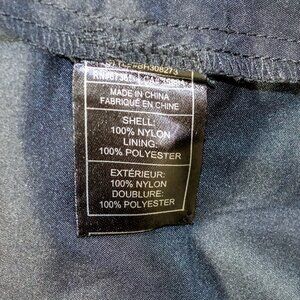 MADE IN CHINA
FABRIQUÉ EN CHINE
SHELL:
100% NYLON
LINING:
100% POLYESTER
EXTÉRIEUR:
100% NYLON
DOUBLURE:
100% POLYESTER